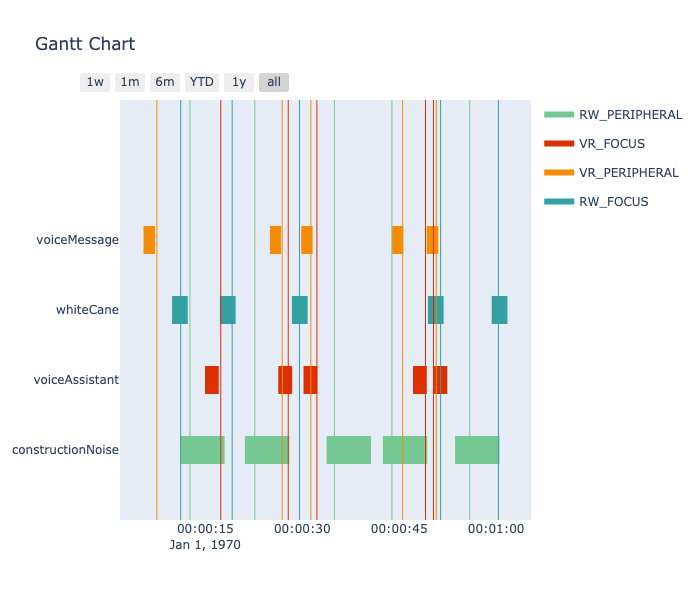 Gantt Chart
1w 1m 6m YTD 1y all
RW_PERIPHERAL
VR_FOCUS
VR_PERIPHERAL
RW_FOCUS
voiceMessage
whiteCane
voiceAssistant
constructionNoise
00:00:15 00:00:30 00:00:45 00:01:00
Jan 1, 1970